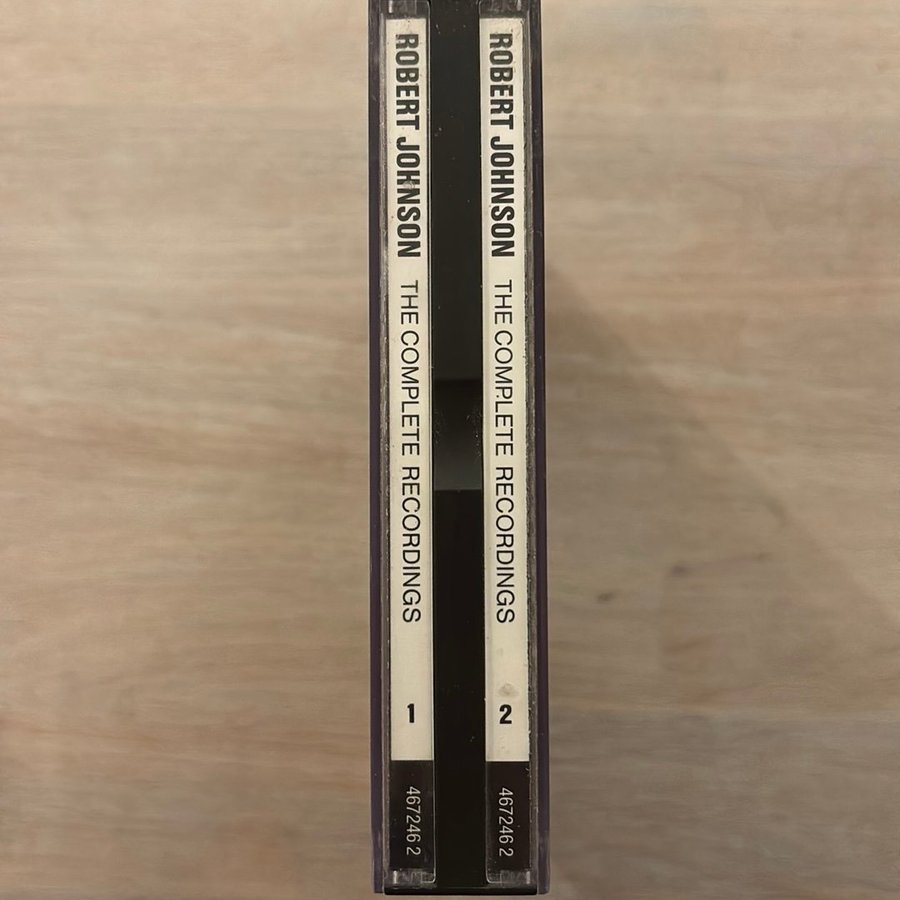 ROBERT JOHNSON THE COMPLETE RECORDINGS 1 467246 2
ROBERT JOHNSON THE COMPLETE RECORDINGS 2 467246 2